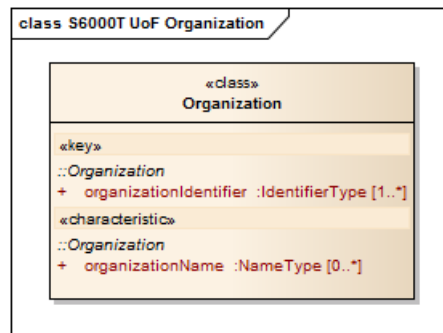 class S6000T UoF Organization
«class»
Organization
«key»
::Organization
+ organizationIdentifier :IdentifierType [1..*]
«characteristic»
::Organization
+ organizationName :NameType [0..*]